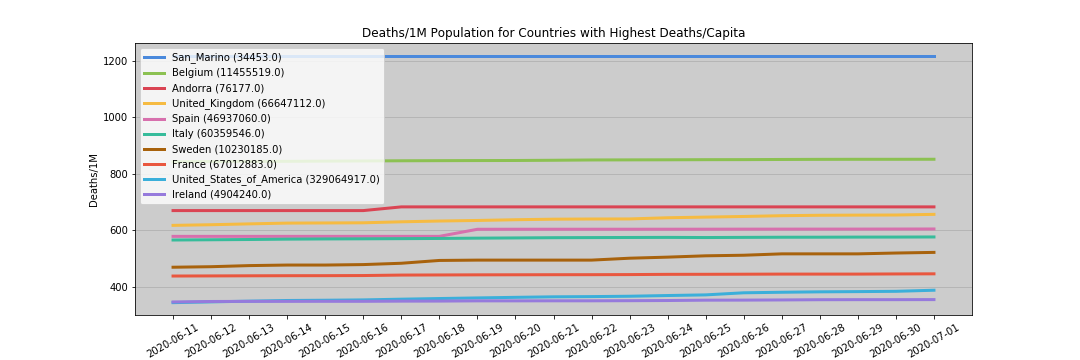 Deaths/1M Population for Countries with Highest Deaths/Capita
Deaths/1M
1200
1000
800
600
400
San_Marino (34453.0)
Belgium (11455519.0)
Andorra (76177.0)
United_Kingdom (66647112.0)
Spain (46937060.0)
Italy (60359546.0)
Sweden (10230185.0)
France (67012883.0)
United_States_of_America (329064917.0)
Ireland (4904240.0)
2020-06-11
2020-06-12
2020-06-13
2020-06-14
2020-06-15
2020-06-16
2020-06-17
2020-06-18
2020-06-19
2020-06-20
2020-06-21
2020-06-22
2020-06-23
2020-06-24
2020-06-25
2020-06-26
2020-06-27
2020-06-28
2020-06-29
2020-06-30
2020-07-01